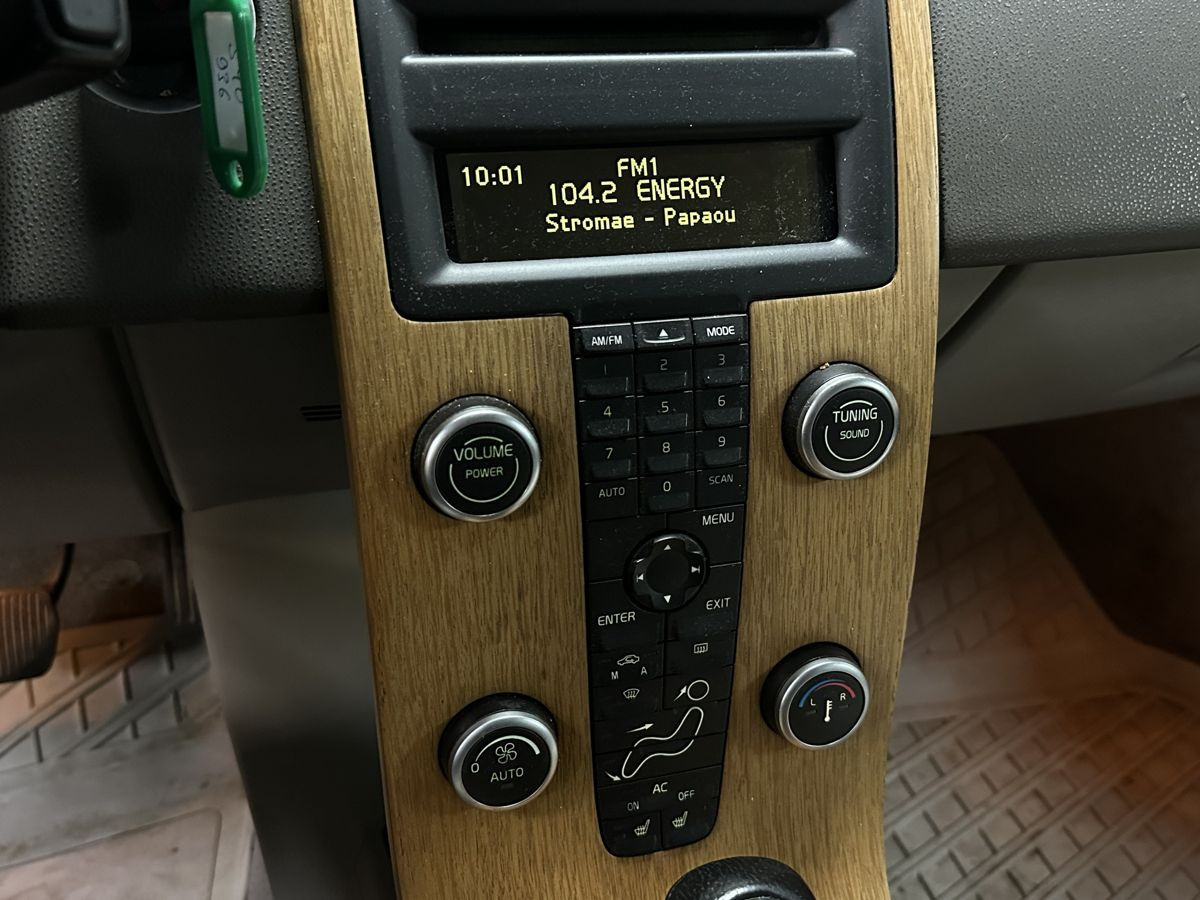 10:01
FM1
104.2 ENERGY
Stromae - Papaou
AM/FM
MODE
1 2 3
4 5 6
7 8 9
AUTO 0 SCAN
VOLUME
POWER
TUNING
SOUND
MENU
ENTER
EXIT
M A
0
AUTO
L R
AC
ON OFF